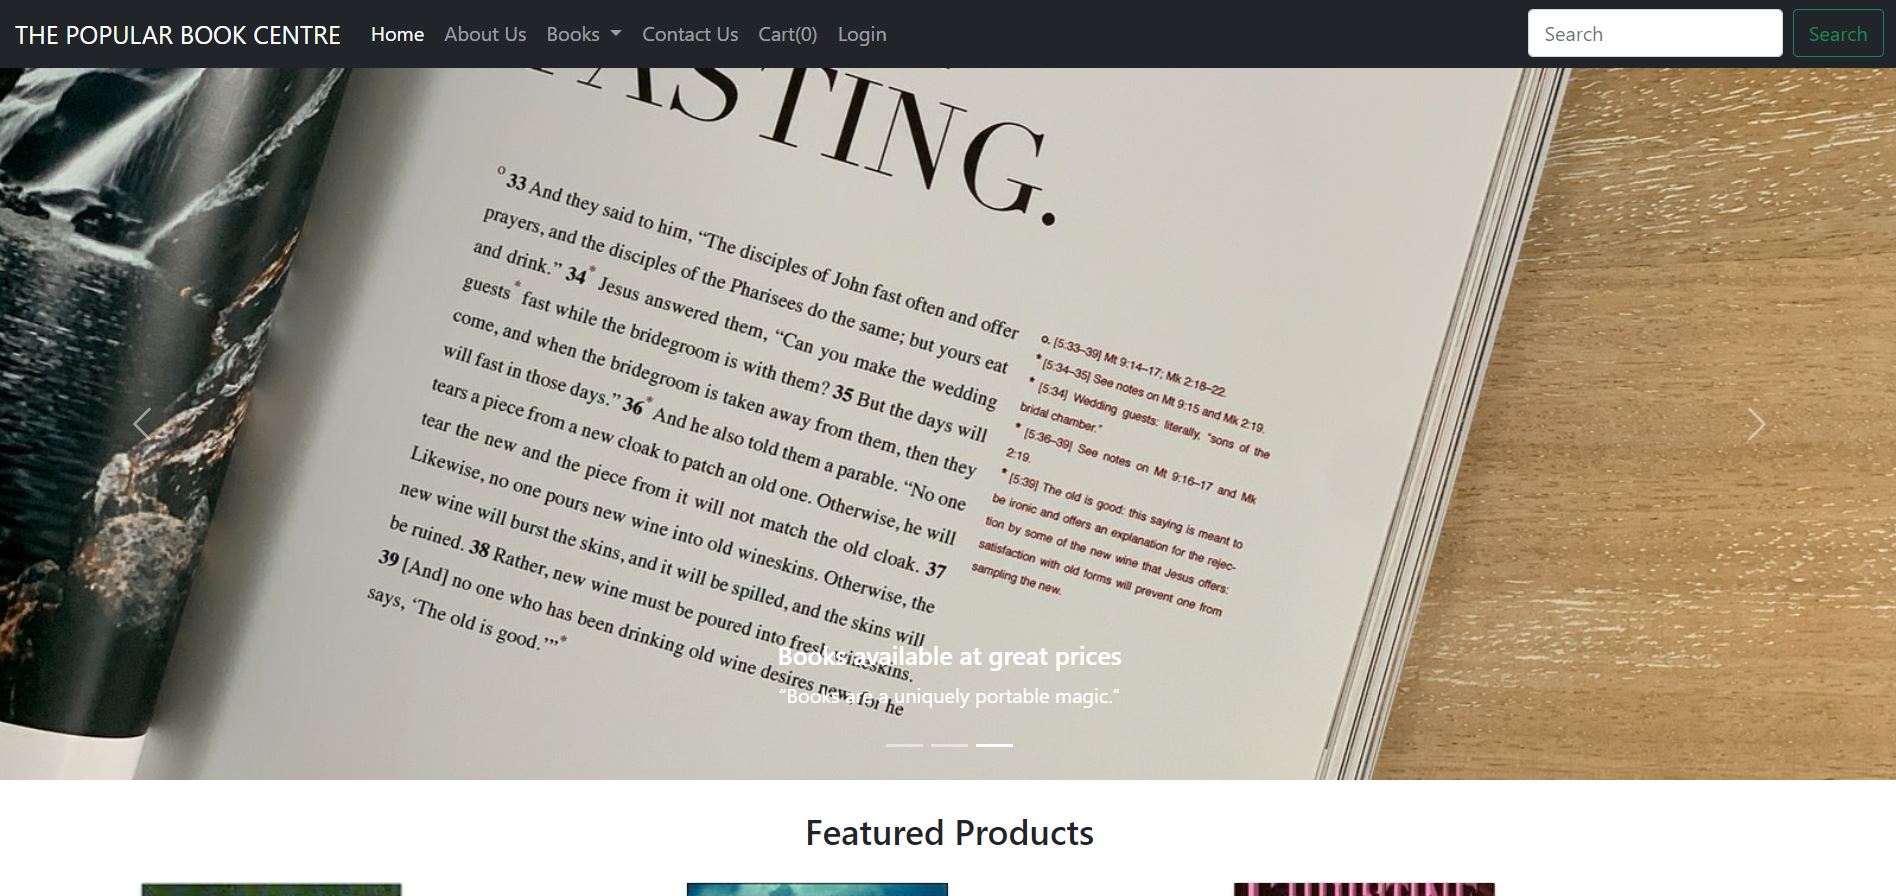 THE POPULAR BOOK CENTRE Home About Us Books Contact Us Cart(0) Login Search Search
ASTING.
o 33 And they said to him, “The disciples of John fast often and offer
prayers, and the disciples of the Pharisees do the same; but yours eat
and drink.” 34* Jesus answered them, “Can you make the wedding
guests* fast while the bridegroom is with them? 35 But the days will
come, and when the bridegroom is taken away from them, then they
will fast in those days.” 36* And he also told them a parable. “No one
tears a piece from a new cloak to patch an old one. Otherwise, he will
tear the new and the piece from it will not match the old cloak. 37
Likewise, no one pours new wine into old wineskins. Otherwise, the
new wine will burst the skins, and it will be spilled, and the skins will
be ruined. 38 Rather, new wine must be poured into fresh wineskins.
39 [And] no one who has been drinking old wine desires new, for he
says, ‘The old is good.’”*
o. [5:33–39] Mt 9:14–17; Mk 2:18–22.
* [5:34–35] See notes on Mt 9:15 and Mk 2:19.
* [5:34] Wedding guests: literally, “sons of the
bridal chamber.”
* [5:36–39] See notes on Mt 9:16–17 and Mk
2:19.
* [5:39] The old is good: this saying is meant to
be ironic and offers an explanation for the rejec-
tion by some of the new wine that Jesus offers:
satisfaction with old forms will prevent one from
sampling the new.
Books available at great prices
“Books are a uniquely portable magic.”
Featured Products